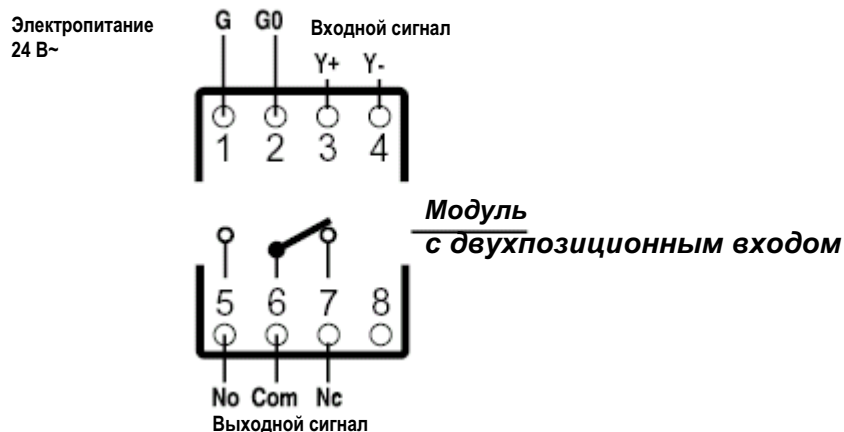 Электропитание
24 В~
G G0
Входной сигнал
Y+ Y-
1 2 3 4
Модуль
с двухпозиционным входом
5 6 7 8
No Com Nc
Выходной сигнал